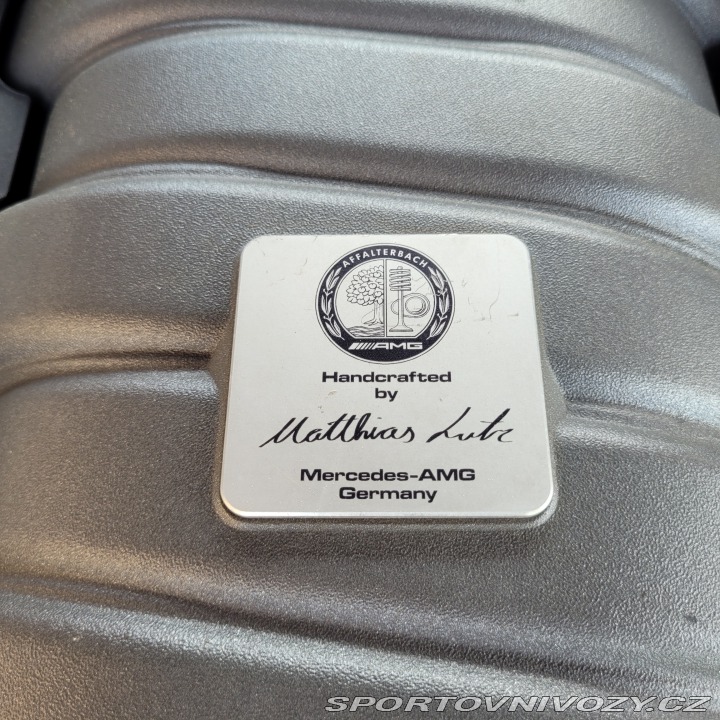 AFFALTERBACH
AMG
Handcrafted
by
Matthias Lutz
Mercedes-AMG
Germany
SPORTOVNIVOZY.CZ